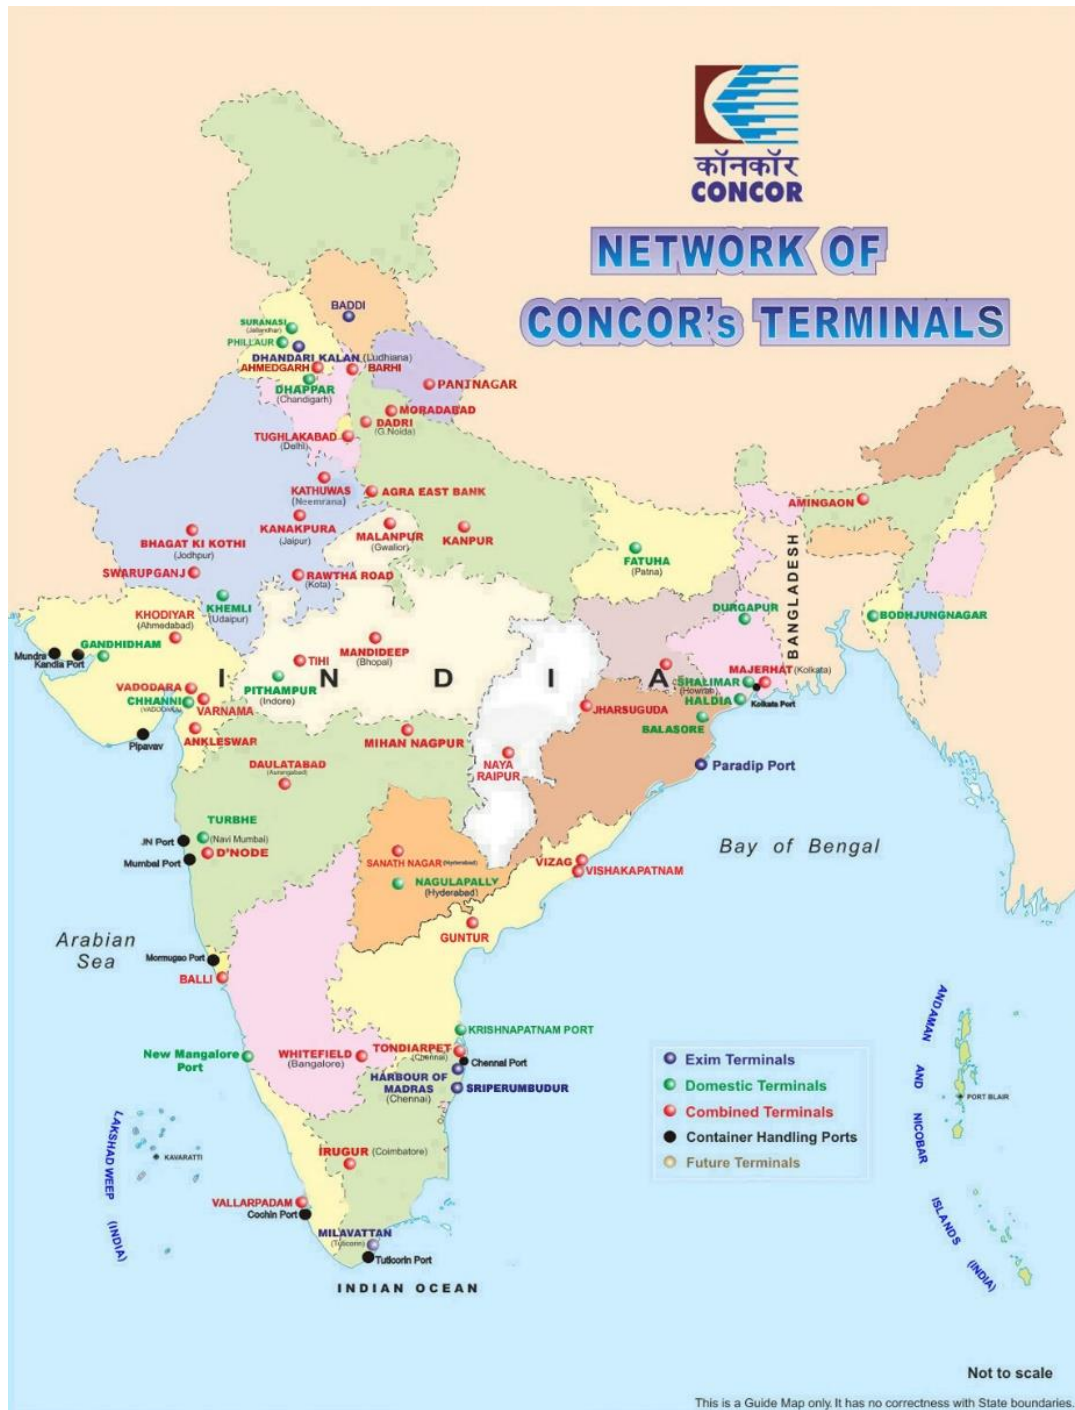 कॉनकॉर
CONCOR
NETWORK OF
CONCOR's TERMINALS
BADDI
SURANASI
(Jallandhar)
PHILLAUR
DHANDARI KALAN (Ludhiana)
AHMEDGARH
BARHI
DHAPPAR
(Chandigarh)
PANTNAGAR
MORADABAD
DADRI
(G.Noida)
TUGHLAKABAD
(Delhi)
KATHUWAS
(Neemrana)
AGRA EAST BANK
AMINGAON
KANAKPURA
(Jaipur)
MALANPUR
(Gwalior)
KANPUR
BHAGAT KI KOTHI
(Jodhpur)
FATUHA
(Patna)
BANGLADESH
SWARUPGANJ
RAWTHA ROAD
(Kota)
KHEMLI
(Udaipur)
DURGAPUR
BODHJUNGNAGAR
KHODIYAR
(Ahmedabad)
GANDHIDHAM
Mundra
Kandla Port
MANDIDEEP
(Bhopal)
TIHI
MAJERHAT (Kolkata)
INDIA
VADODARA
CHHANNI
(VADODARA)
VARNAMA
PITHAMPUR
(Indore)
SHALIMAR
(Howrah)
HALDIA
Kolkata Port
JHARSUGUDA
BALASORE
Pipavav
ANKLESWAR
MIHAN NAGPUR
NAYA
RAIPUR
DAULATABAD
(Aurangabad)
Paradip Port
TURBHE
(Navi Mumbai)
JN Port
D'NODE
Mumbai Port
Bay of Bengal
SANATH NAGAR (Hyderabad)
NAGULAPALLY
(Hyderabad)
VIZAG
VISHAKAPATNAM
GUNTUR
Arabian
Sea
Mormugao Port
BALLI
KRISHNAPATNAM PORT
New Mangalore
Port
WHITEFIELD
(Bangalore)
TONDIARPET
(Chennai)
Chennai Port
HARBOUR OF
MADRAS
(Chennai)
SRIPERUMBUDUR
Exim Terminals
Domestic Terminals
Combined Terminals
Container Handling Ports
Future Terminals
ANDAMAN AND NICOBAR ISLANDS (INDIA)
PORT BLAIR
LAKSHAD WEEP (INDIA)
KAVARATTI
IRUGUR (Coimbatore)
VALLARPADAM
Cochin Port
MILAVATTAN
(Tuticorin)
Tuticorin Port
INDIAN OCEAN
Not to scale
This is a Guide Map only. It has no correctness with State boundaries.